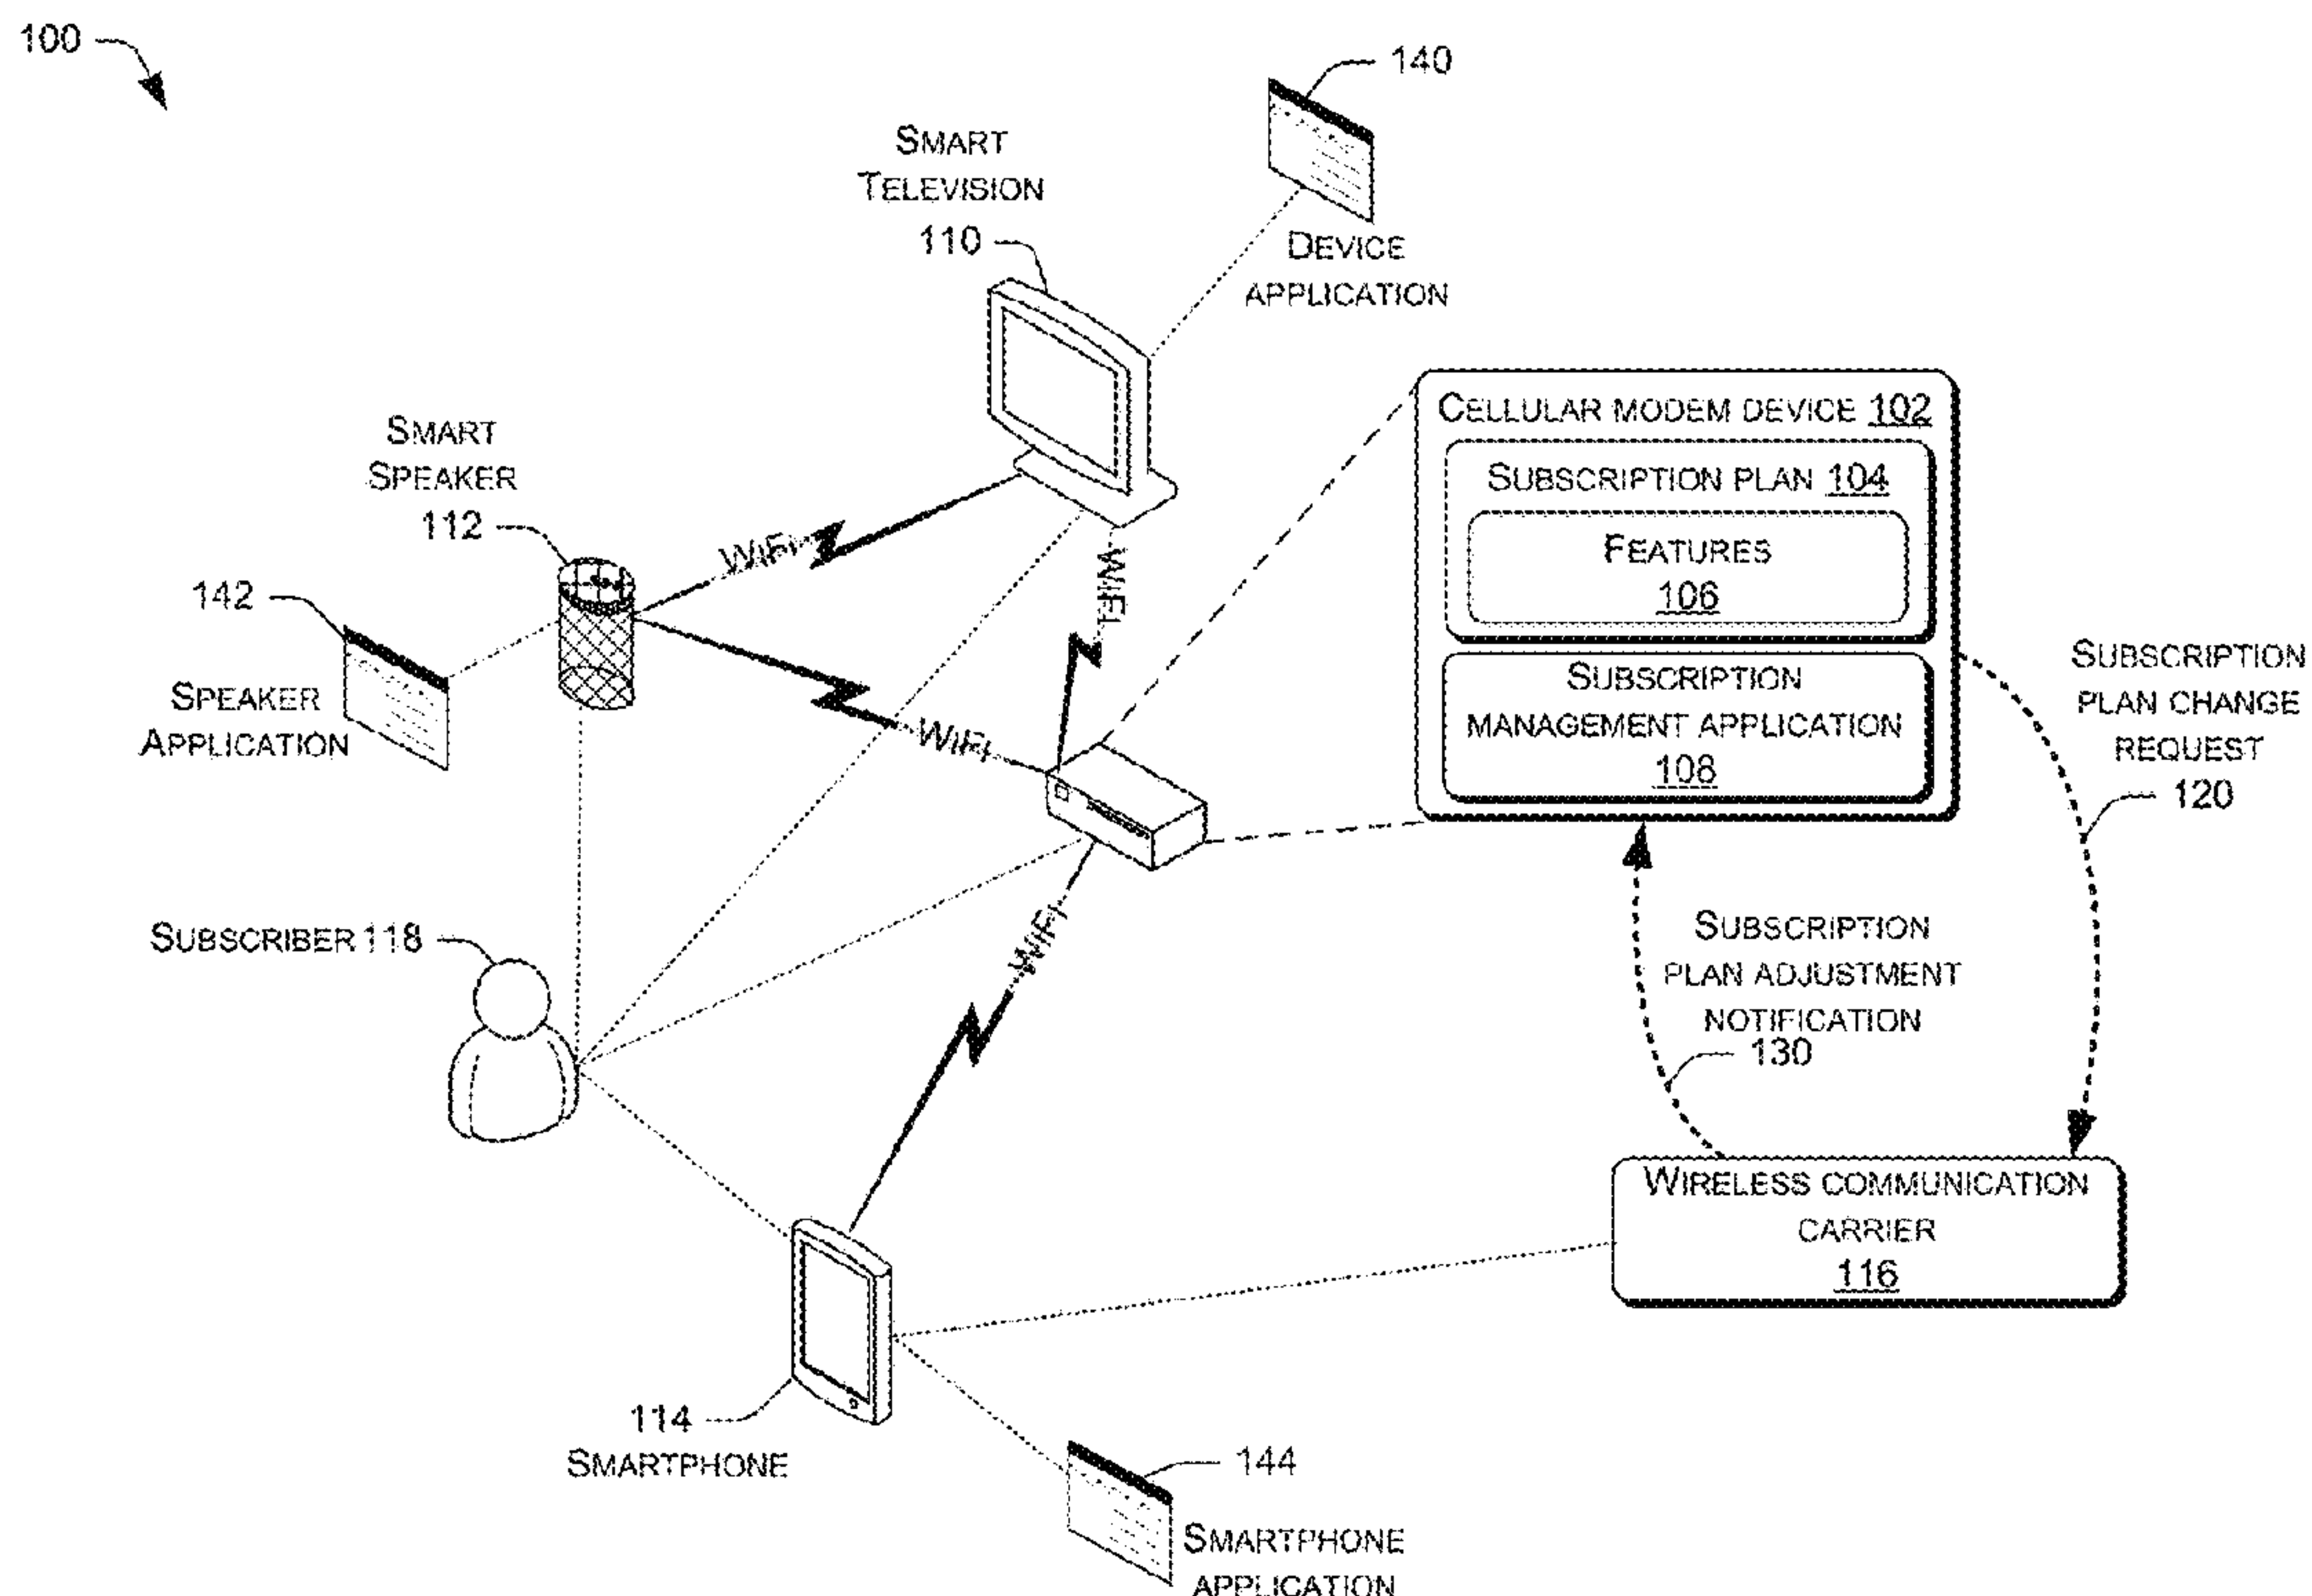 100
140
SMART
TELEVISION
110
DEVICE
APPLICATION
SMART
SPEAKER
112
WIFI
WIFI
142
SPEAKER
APPLICATION
WIFI
CELLULAR MODEM DEVICE 102
SUBSCRIPTION PLAN 104
FEATURES
106
SUBSCRIPTION
MANAGEMENT APPLICATION
108
SUBSCRIPTION
PLAN CHANGE
REQUEST
120
SUBSCRIBER 118
WIFI
SUBSCRIPTION
PLAN ADJUSTMENT
NOTIFICATION
130
WIRELESS COMMUNICATION
CARRIER
116
114
SMARTPHONE
144
SMARTPHONE
APPLICATION